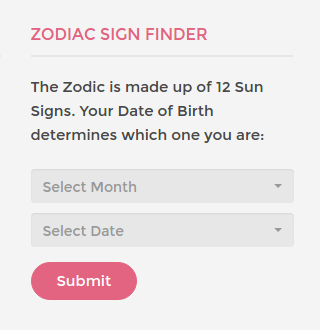 ZODIAC SIGN FINDER
The Zodic is made up of 12 Sun
Signs. Your Date of Birth
determines which one you are:
Select Month
Select Date
Submit